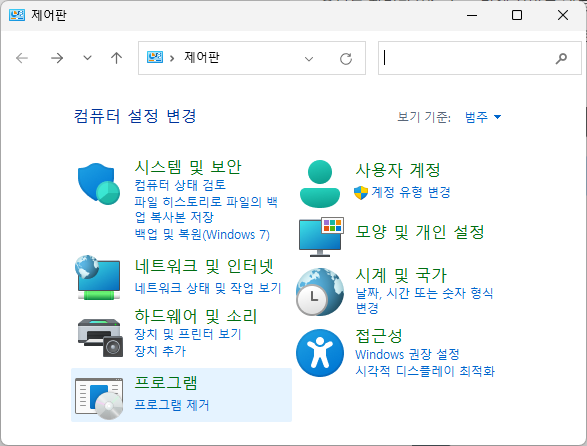 제어판
제어판
컴퓨터 설정 변경
보기 기준: 범주
시스템 및 보안
컴퓨터 상태 검토
파일 히스토리로 파일의 백
업 복사본 저장
백업 및 복원(Windows 7)
네트워크 및 인터넷
네트워크 상태 및 작업 보기
하드웨어 및 소리
장치 및 프린터 보기
장치 추가
프로그램
프로그램 제거
사용자 계정
계정 유형 변경
모양 및 개인 설정
시계 및 국가
날짜, 시간 또는 숫자 형식
변경
접근성
Windows 권장 설정
시각적 디스플레이 최적화